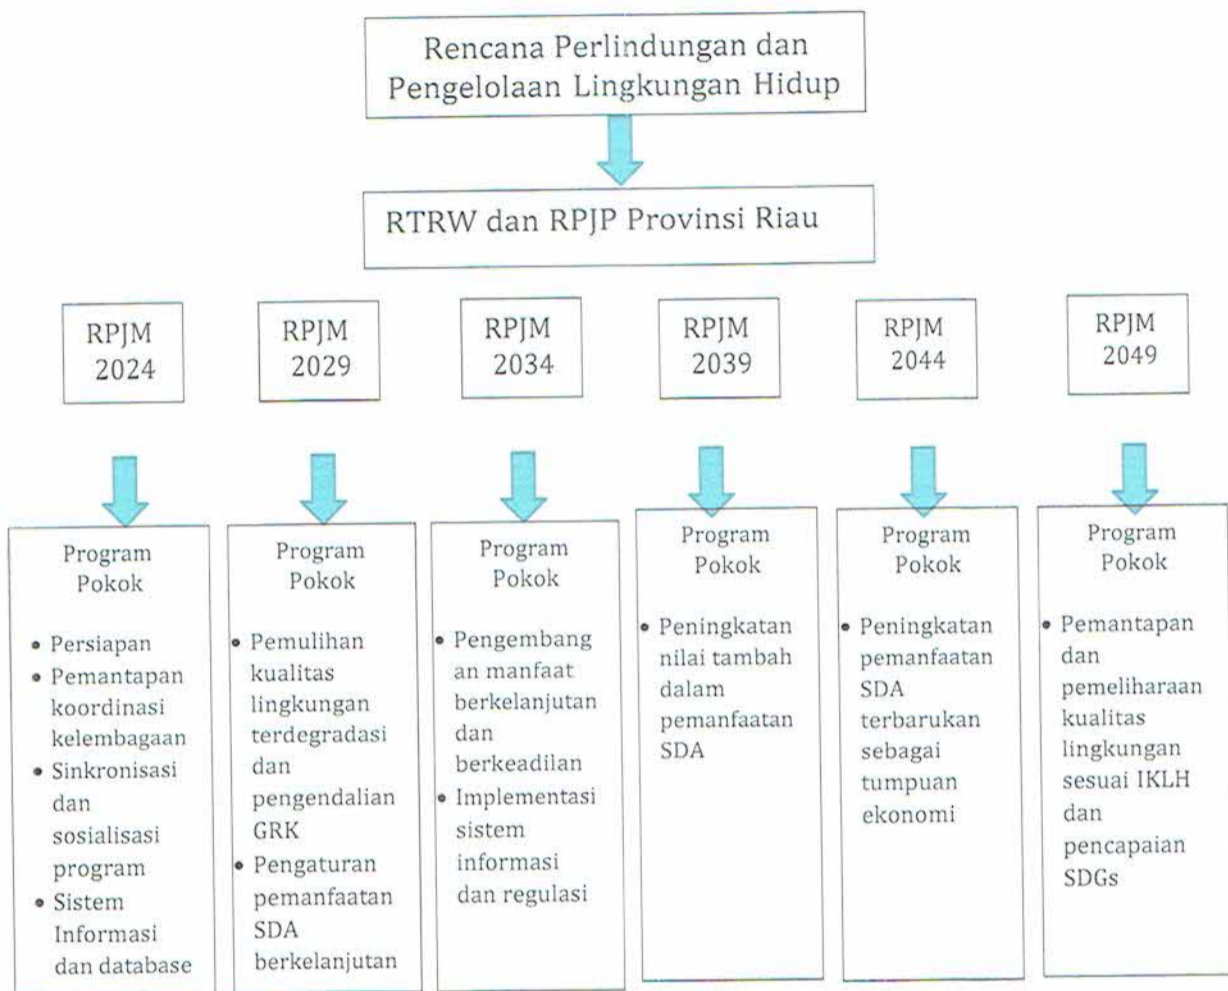 Rencana Perlindungan dan
Pengelolaan Lingkungan Hidup
RTRW dan RPJP Provinsi Riau
RPJM
2024
RPJM
2029
RPJM
2034
RPJM
2039
RPJM
2044
RPJM
2049
Program
Pokok
• Persiapan
• Pemantapan
koordinasi
kelembagaan
• Sinkronisasi
dan
sosialisasi
program
• Sistem
Informasi
dan database
Program
Pokok
• Pemulihan
kualitas
lingkungan
terdegradasi
dan
pengendalian
GRK
• Pengaturan
pemanfaatan
SDA
berkelanjutan
Program
Pokok
• Pengembang
an manfaat
berkelanjutan
dan
berkeadilan
• Implementasi
sistem
informasi
dan regulasi
Program
Pokok
• Peningkatan
nilai tambah
dalam
pemanfaatan
SDA
Program
Pokok
• Peningkatan
pemanfaatan
SDA
terbarukan
sebagai
tumpuan
ekonomi
Program
Pokok
• Pemantapan
dan
pemeliharaan
kualitas
lingkungan
sesuai IKLH
dan
pencapaian
SDGs